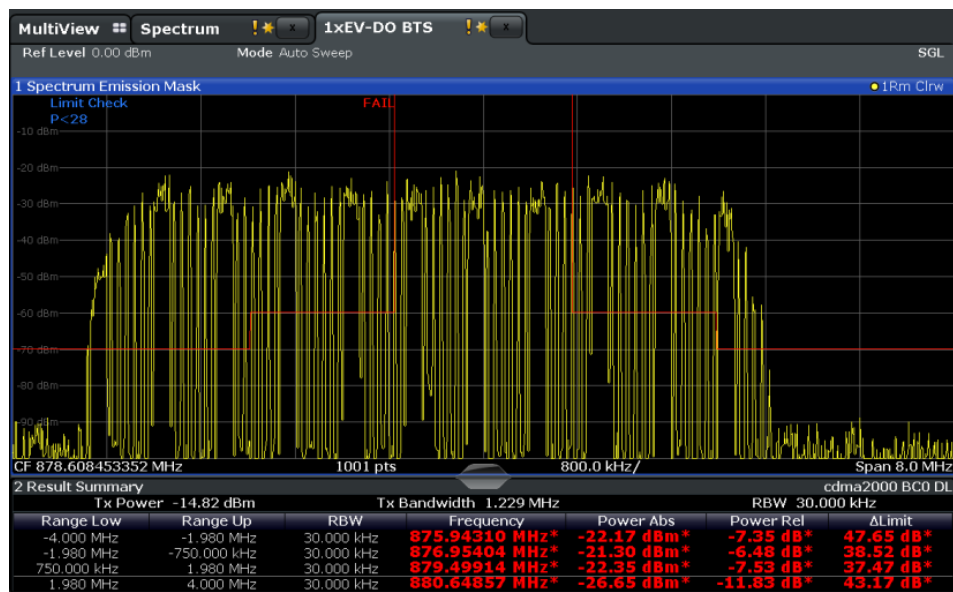 MultiView Spectrum ! x 1xEV-DO BTS ! x
Ref Level 0.00 dBm Mode Auto Sweep SGL
1 Spectrum Emission Mask 1Rm Clrw
Limit Check FAIL
P<28
-10 dBm
-20 dBm
-30 dBm
-40 dBm
-50 dBm
-60 dBm
-70 dBm
-80 dBm
-90 dBm
CF 878.608453352 MHz 1001 pts 800.0 kHz/ Span 8.0 MHz
2 Result Summary cdma2000 BC0 DL
Tx Power -14.82 dBm Tx Bandwidth 1.229 MHz RBW 30.000 kHz
Range Low Range Up RBW Frequency Power Abs Power Rel ΔLimit
-4.000 MHz -1.980 MHz 30.000 kHz 875.94310 MHz* -22.17 dBm* -7.35 dB* 47.65 dB*
-1.980 MHz -750.000 kHz 30.000 kHz 876.95404 MHz* -21.30 dBm* -6.48 dB* 38.52 dB*
750.000 kHz 1.980 MHz 30.000 kHz 879.49914 MHz* -22.35 dBm* -7.53 dB* 37.47 dB*
1.980 MHz 4.000 MHz 30.000 kHz 880.64857 MHz* -26.65 dBm* -11.83 dB* 43.17 dB*